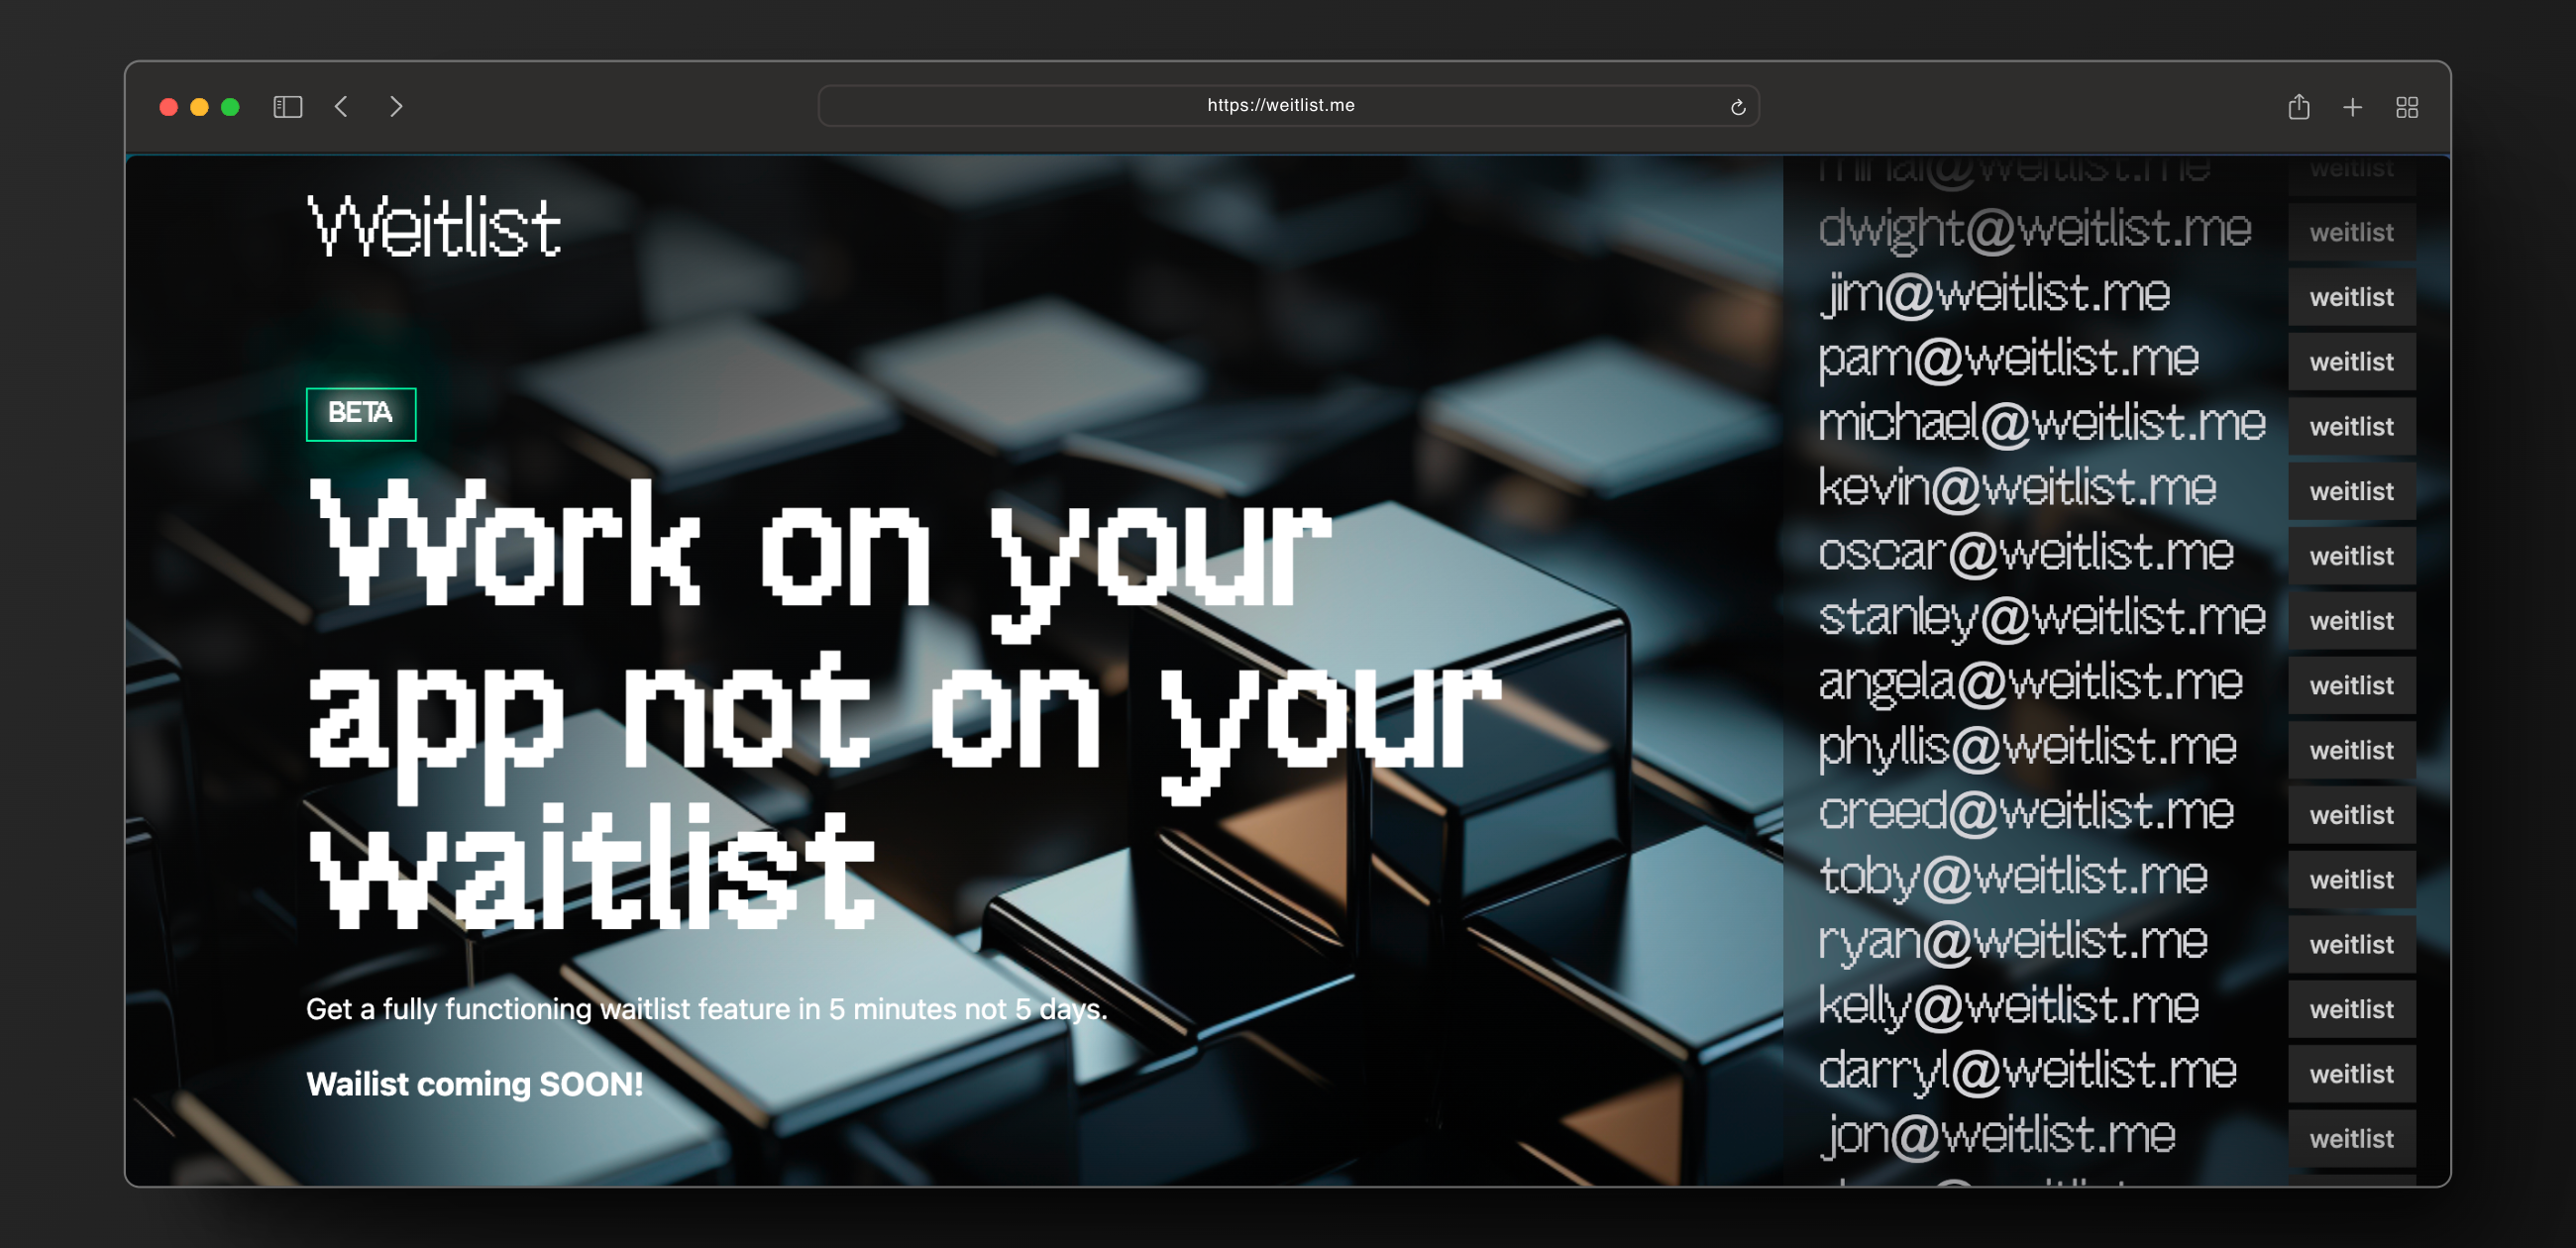 https://weitlist.me
Weitlist
BETA
Work on your
app not on your
waitlist
Get a fully functioning waitlist feature in 5 minutes not 5 days.
Wailist coming SOON!
weitlist
dwight@weitlist.me weitlist
jim@weitlist.me weitlist
pam@weitlist.me weitlist
michael@weitlist.me weitlist
kevin@weitlist.me weitlist
oscar@weitlist.me weitlist
stanley@weitlist.me weitlist
angela@weitlist.me weitlist
phyllis@weitlist.me weitlist
creed@weitlist.me weitlist
toby@weitlist.me weitlist
ryan@weitlist.me weitlist
kelly@weitlist.me weitlist
darryl@weitlist.me weitlist
jon@weitlist.me weitlist